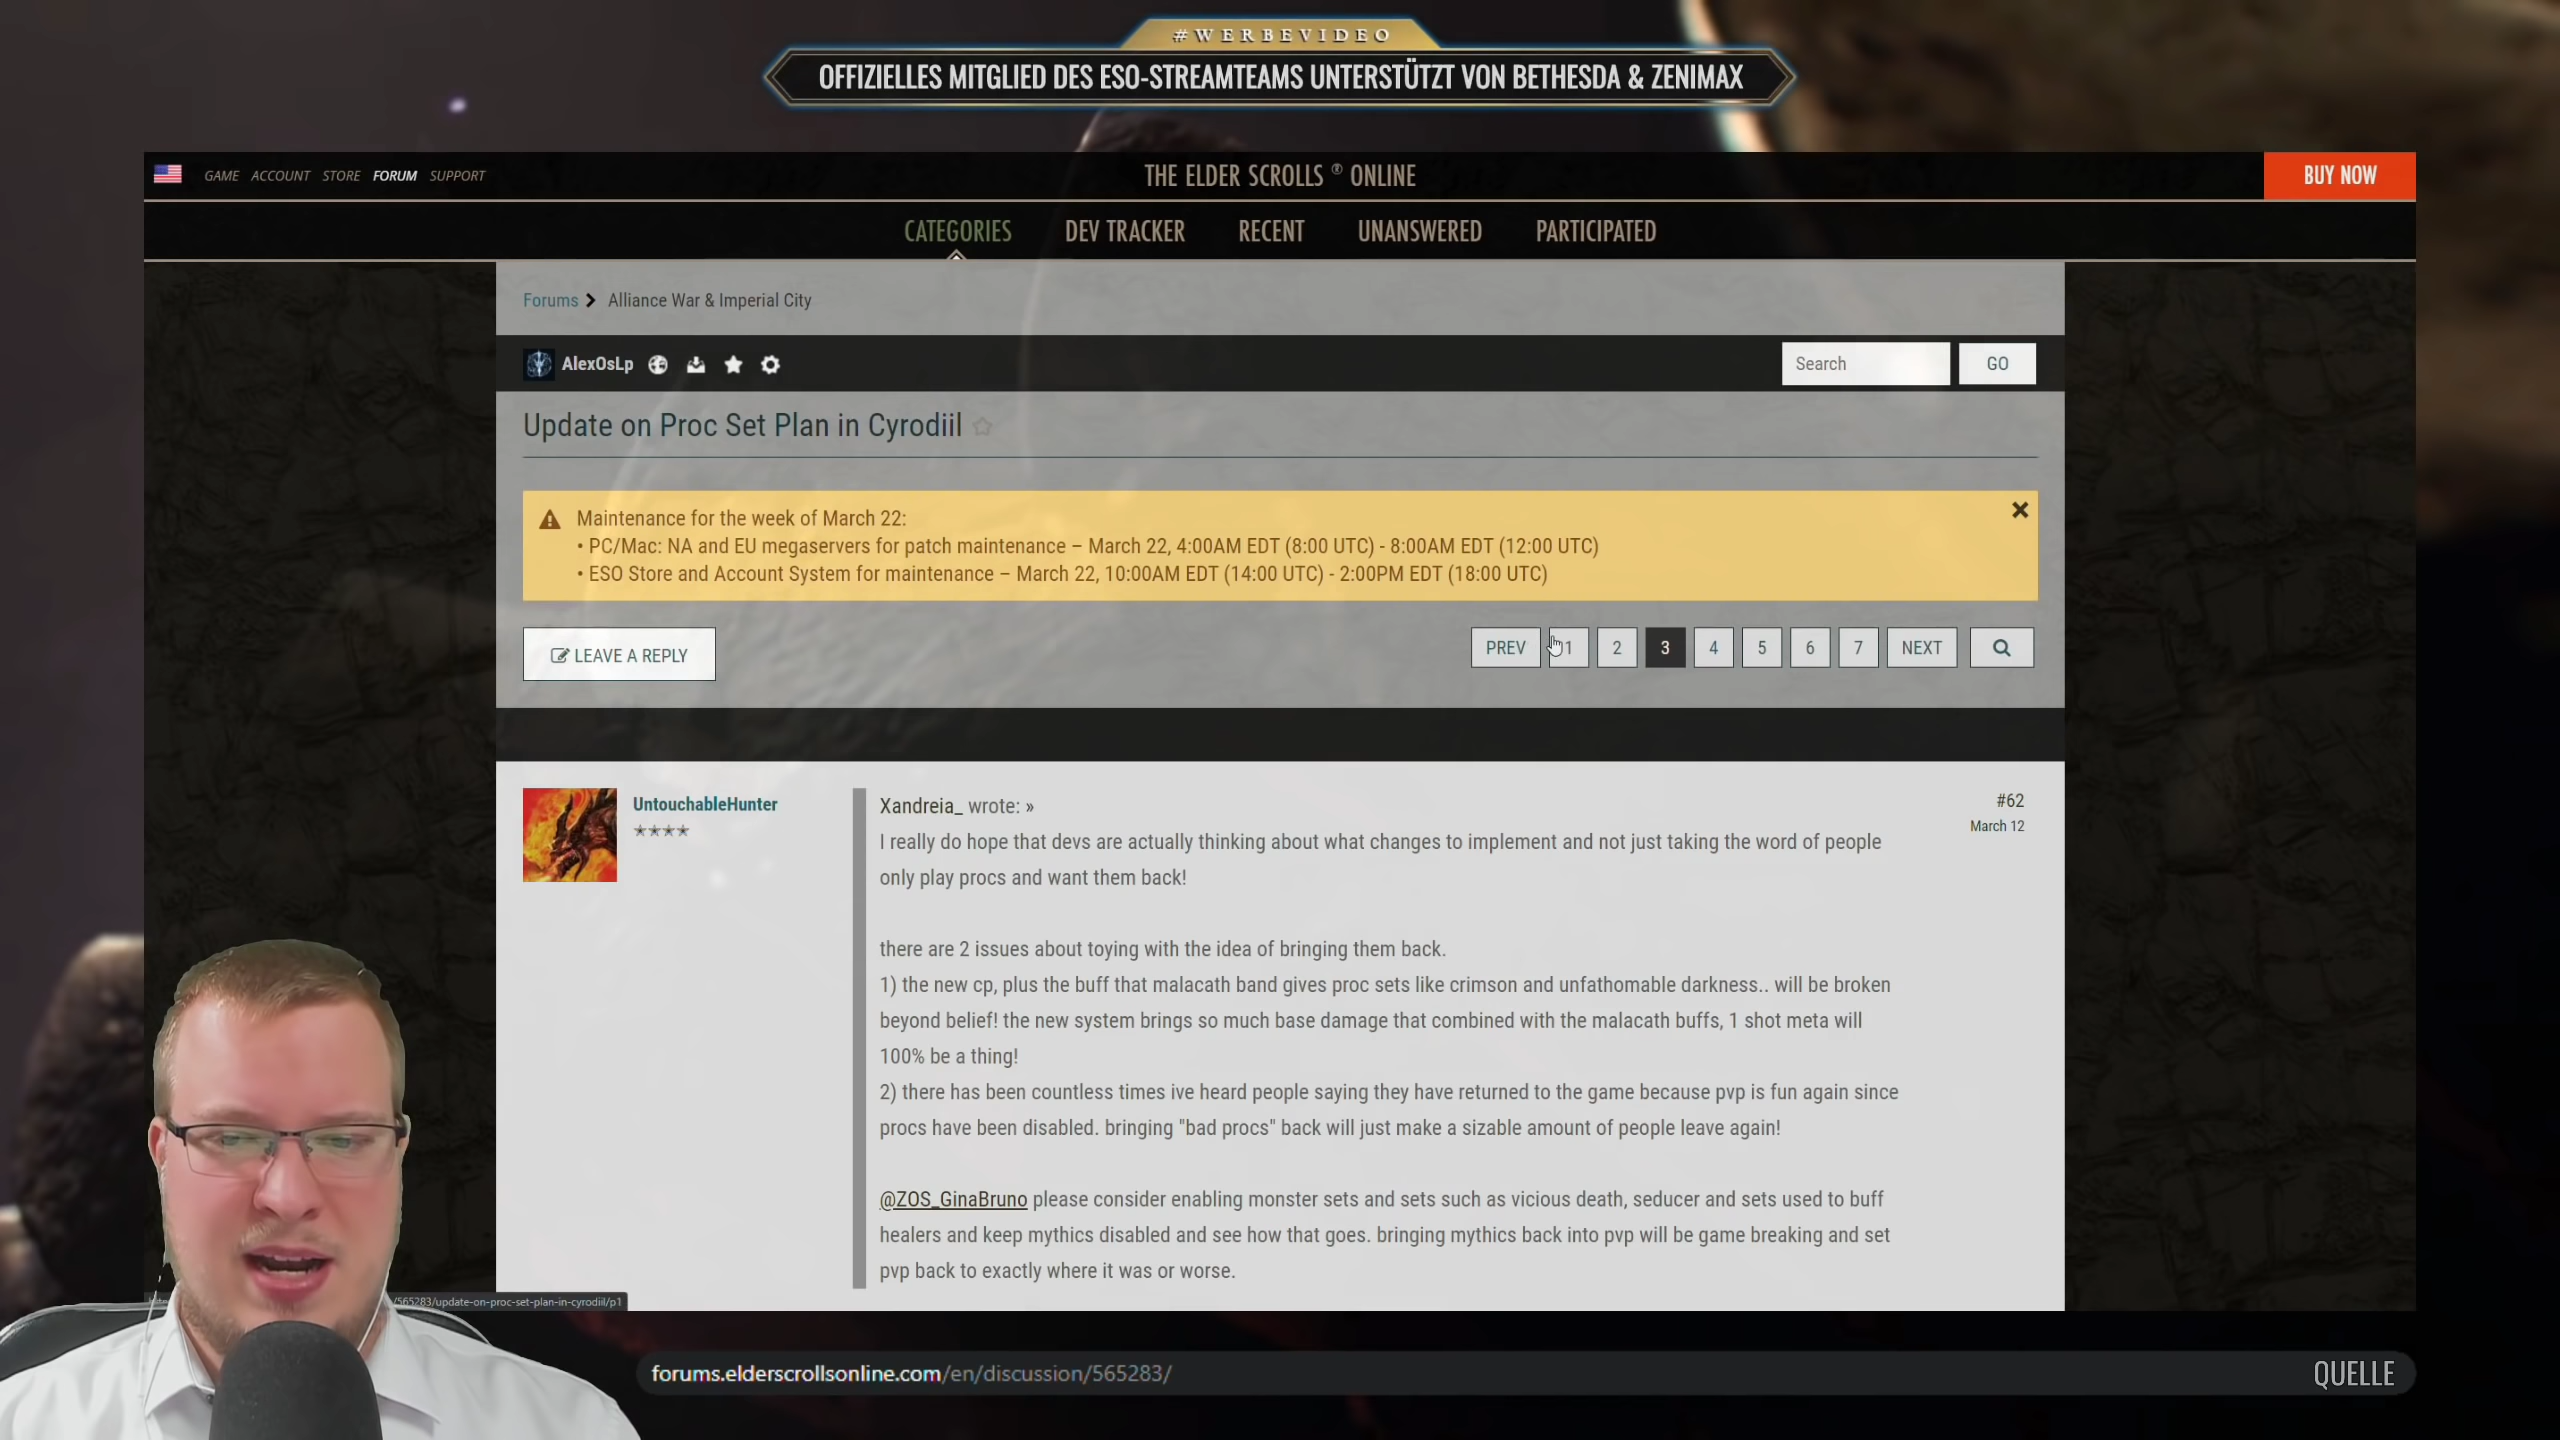 #WERBEVIDEO
OFFIZIELLES MITGLIED DES ESO-STREAMTEAMS UNTERSTÜTZT VON BETHESDA & ZENIMAX
GAME ACCOUNT STORE FORUM SUPPORT
THE ELDER SCROLLS ® ONLINE
BUY NOW
CATEGORIES DEV TRACKER RECENT UNANSWERED PARTICIPATED
Forums > Alliance War & Imperial City
AlexOsLp
Search GO
Update on Proc Set Plan in Cyrodiil
Maintenance for the week of March 22:
• PC/Mac: NA and EU megaservers for patch maintenance – March 22, 4:00AM EDT (8:00 UTC) - 8:00AM EDT (12:00 UTC)
• ESO Store and Account System for maintenance – March 22, 10:00AM EDT (14:00 UTC) - 2:00PM EDT (18:00 UTC)
LEAVE A REPLY
PREV 1 2 3 4 5 6 7 NEXT
UntouchableHunter
#62
March 12
Xandreia_ wrote: »
I really do hope that devs are actually thinking about what changes to implement and not just taking the word of people
only play procs and want them back!
there are 2 issues about toying with the idea of bringing them back.
1) the new cp, plus the buff that malacath band gives proc sets like crimson and unfathomable darkness.. will be broken
beyond belief! the new system brings so much base damage that combined with the malacath buffs, 1 shot meta will
100% be a thing!
2) there has been countless times ive heard people saying they have returned to the game because pvp is fun again since
procs have been disabled. bringing "bad procs" back will just make a sizable amount of people leave again!
@ZOS_GinaBruno please consider enabling monster sets and sets such as vicious death, seducer and sets used to buff
healers and keep mythics disabled and see how that goes. bringing mythics back into pvp will be game breaking and set
pvp back to exactly where it was or worse.
/565283/update-on-proc-set-plan-in-cyrodiil/p1
forums.elderscrollsonline.com/en/discussion/565283/
QUELLE